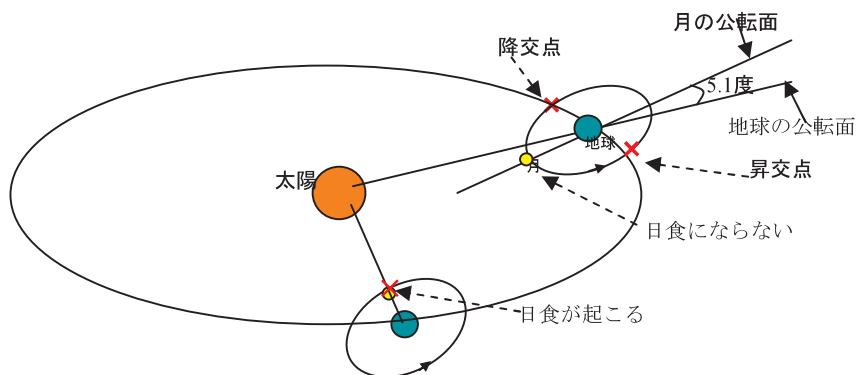 月の公転面
降交点
5.1度
地球の公転面
地球
月
昇交点
太陽
日食にならない
日食が起こる